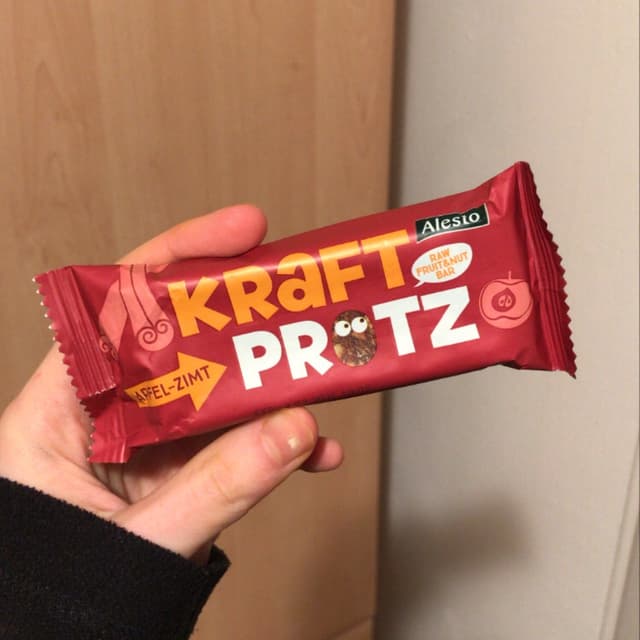 Alesto
KRAFT
RAW
FRUIT&NUT
BAR
PROTZ
APFEL-ZIMT